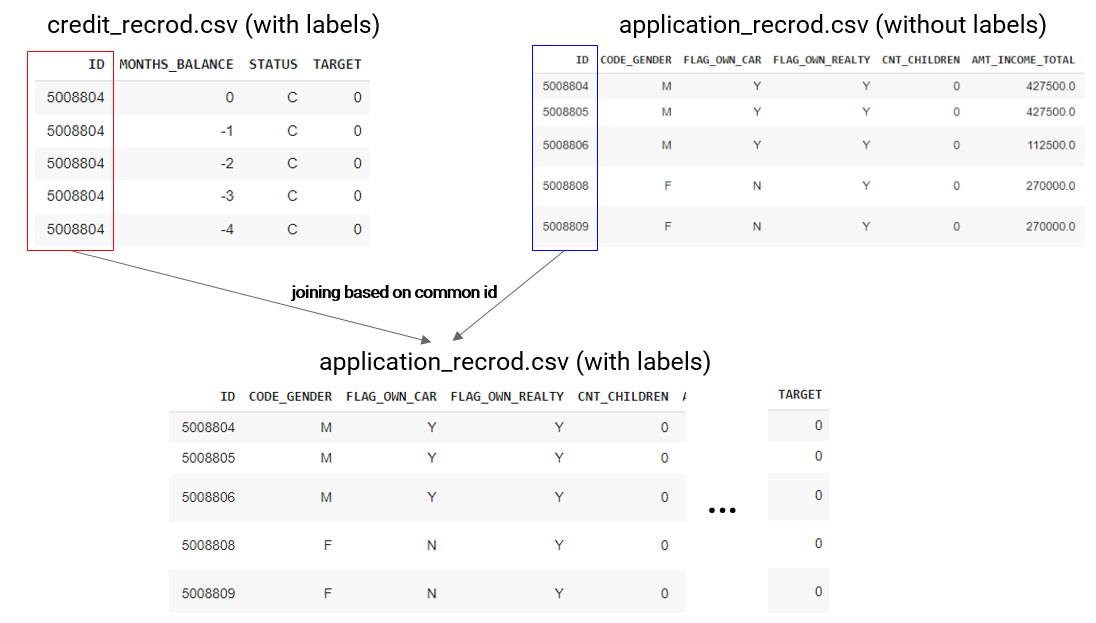 credit_recrod.csv (with labels)
ID MONTHS_BALANCE STATUS TARGET
5008804 0 C 0
5008804 -1 C 0
5008804 -2 C 0
5008804 -3 C 0
5008804 -4 C 0
application_recrod.csv (without labels)
ID CODE_GENDER FLAG_OWN_CAR FLAG_OWN_REALTY CNT_CHILDREN AMT_INCOME_TOTAL
5008804 M Y Y 0 427500.0
5008805 M Y Y 0 427500.0
5008806 M Y Y 0 112500.0
5008808 F N Y 0 270000.0
5008809 F N Y 0 270000.0
joining based on common id
application_recrod.csv (with labels)
ID CODE_GENDER FLAG_OWN_CAR FLAG_OWN_REALTY CNT_CHILDREN TARGET
5008804 M Y Y 0 0
5008805 M Y Y 0 0
5008806 M Y Y 0 ... 0
5008808 F N Y 0 0
5008809 F N Y 0 0